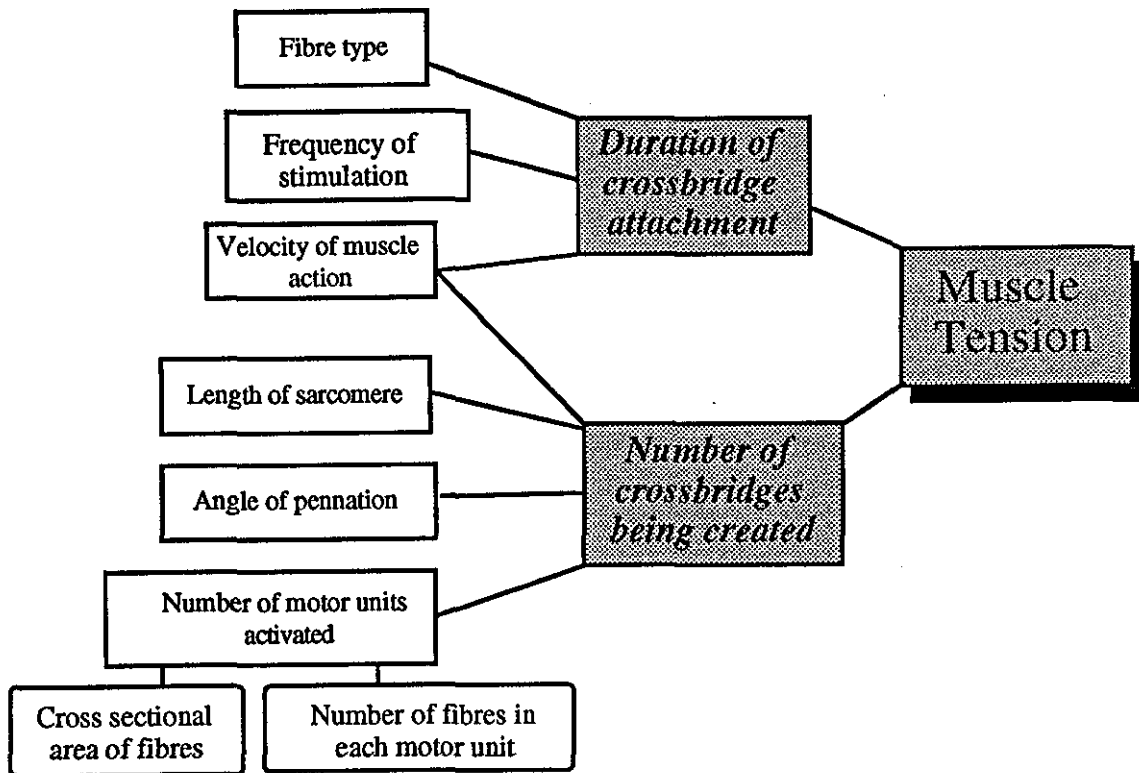 Fibre type
Frequency of
stimulation
Velocity of muscle
action
Length of sarcomere
Angle of pennation
Number of motor units
activated
Cross sectional
area of fibres
Number of fibres in
each motor unit
Duration of
crossbridge
attachment
Number of
crossbridges
being created
Muscle
Tension